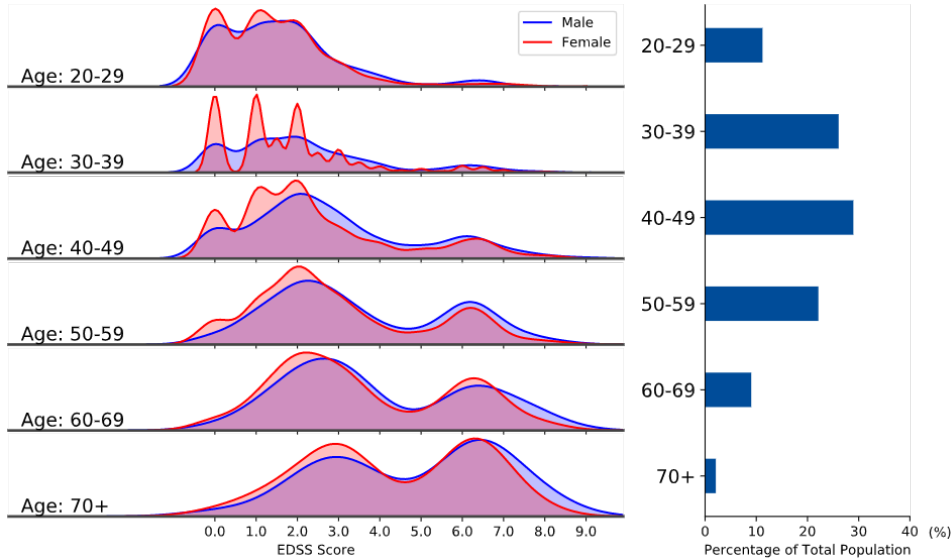 Male
Female
Age: 20-29
Age: 30-39
Age: 40-49
Age: 50-59
Age: 60-69
Age: 70+
0.0 1.0 2.0 3.0 4.0 5.0 6.0 7.0 8.0 9.0
EDSS Score
20-29
30-39
40-49
50-59
60-69
70+
0 10 20 30 40 (%)
Percentage of Total Population